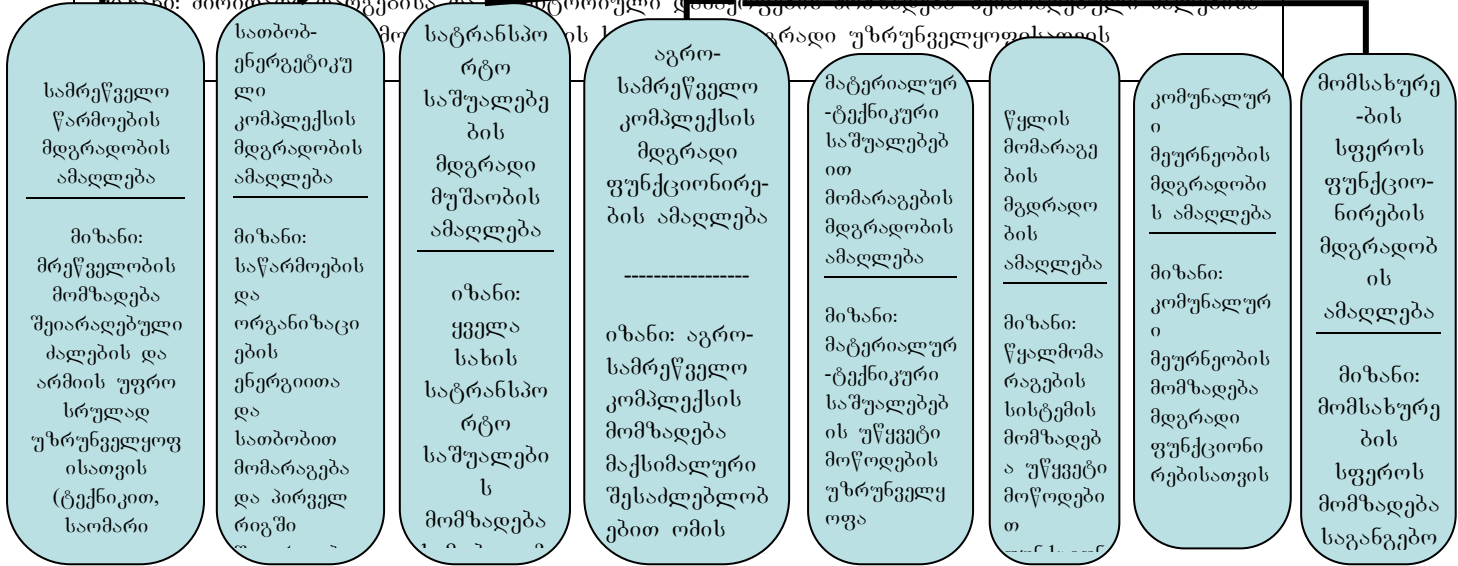 მიზანი:
უზრუნველყოფისათვის
სამრეწველო
წარმოების
მდგრადობის
ამაღლება
მიზანი:
მრეწველობის
მომზადება
შეიარაღებული
ძალების და
არმიის უფრო
სრულად
უზრუნველყოფ
ისათვის
(ტექნიკით,
საომარი
სათბობ-
ენერგეტიკუ
ლი
კომპლექსის
მდგრადობის
ამაღლება
მიზანი:
საწარმოების
და
ორგანიზაცი
ების
ენერგიითა
და
სათბობით
მომარაგება
და პირველ
რიგში
სატრანსპო
რტო
საშუალებე
ბის
მდგრადი
მუშაობის
ამაღლება
იზანი:
ყველა
სახის
სატრანსპო
რტო
საშუალები
ს
მომზადება
აგრო-
სამრეწველო
კომპლექსის
მდგრადი
ფუნქციონირე-
ბის ამაღლება
-----------------
იზანი: აგრო-
სამრეწველო
კომპლექსის
მომზადება
მაქსიმალური
შესაძლებლობ
ებით ომის
მატერიალურ
-ტექნიკური
საშუალებებ
ით
მომარაგების
მდგრადობის
ამაღლება
მიზანი:
მატერიალურ
-ტექნიკური
საშუალებებ
ის უწყვეტი
მოწოდების
უზრუნველყ
ოფა
წყლის
მომარაგე
ბის
მგდრადო
ბის
ამაღლება
მიზანი:
წყალმომა
რაგების
სისტემის
მომზადებ
ა უწყვეტი
მოწოდები
თ
კომუნალურ
ი
მეურნეობის
მდგრადობი
ს ამაღლება
მიზანი:
კომუნალურ
ი
მეურნეობის
მომზადება
მდგრადი
ფუნქციონი
რებისათვის
მომსახურე
-ბის
სფეროს
ფუნქციო-
ნირების
მდგრადობ
ის
ამაღლება
მიზანი:
მომსახურე
ბის
სფეროს
მომზადება
საგანგებო